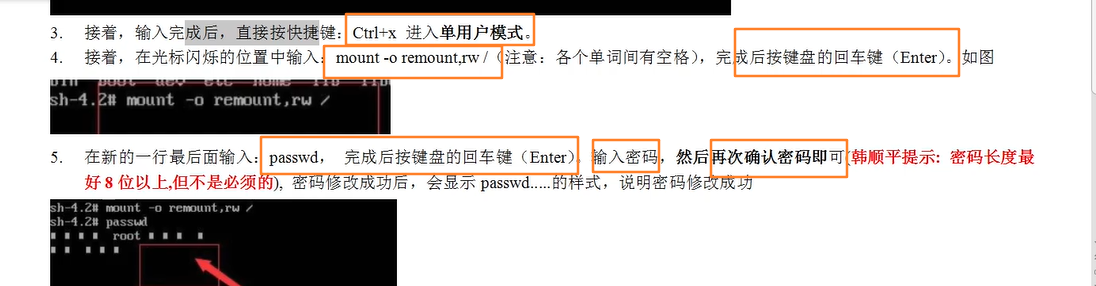 3. 接着，输入完成后，直接按快捷键：Ctrl+x 进入单用户模式。
4. 接着，在光标闪烁的位置中输入：mount -o remount,rw /（注意：各个单词间有空格），完成后按键盘的回车键（Enter）。如图
sh-4.2# mount -o remount,rw /
5. 在新的一行最后面输入：passwd， 完成后按键盘的回车键（Enter）。输入密码，然后再次确认密码即可(韩顺平提示: 密码长度最
好 8 位以上,但不是必须的), 密码修改成功后，会显示 passwd.....的样式，说明密码修改成功
sh-4.2# mount -o remount,rw /
sh-4.2# passwd
root